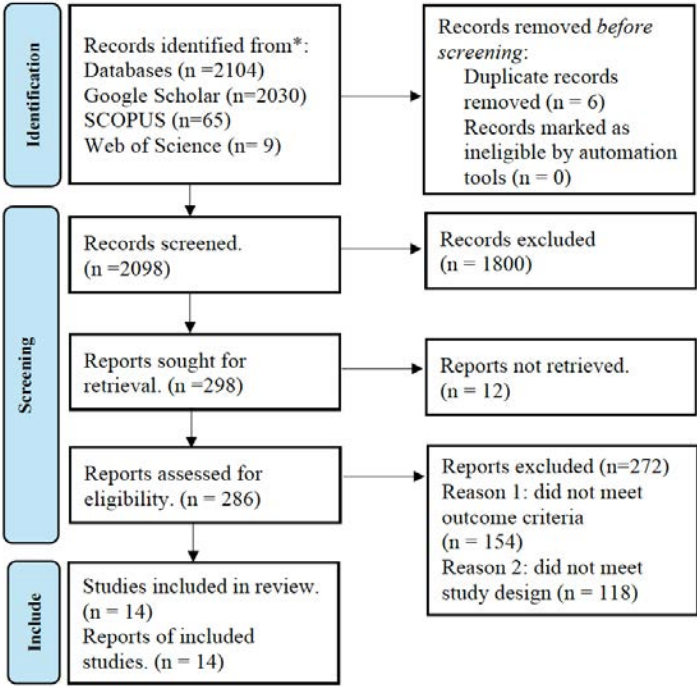 Identification
Records identified from*:
Databases (n =2104)
Google Scholar (n=2030)
SCOPUS (n=65)
Web of Science (n= 9)
Records removed before
screening:
Duplicate records
removed (n = 6)
Records marked as
ineligible by automation
tools (n = 0)
Screening
Records screened.
(n =2098)
Records excluded
(n = 1800)
Reports sought for
retrieval. (n =298)
Reports not retrieved.
(n = 12)
Reports assessed for
eligibility. (n = 286)
Reports excluded (n=272)
Reason 1: did not meet
outcome criteria
(n = 154)
Reason 2: did not meet
study design (n = 118)
Include
Studies included in review.
(n = 14)
Reports of included
studies. (n = 14)